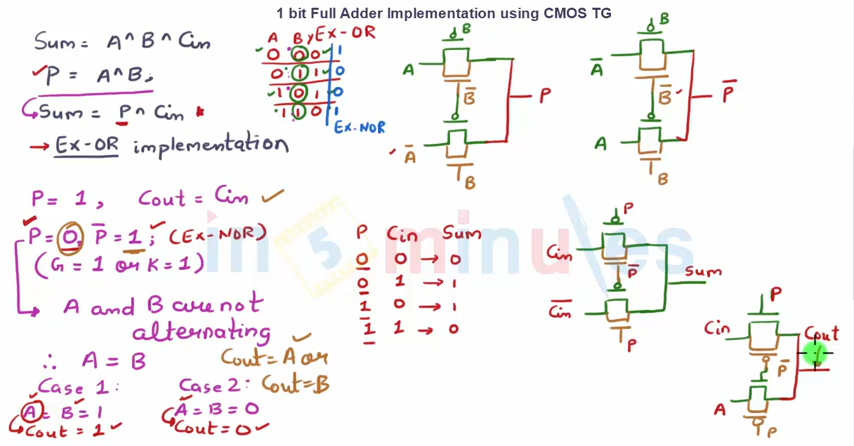 1 bit Full Adder Implementation using CMOS TG
Sum = A^B^Cin
P = A^B;
Sum = P^Cin
→ Ex-OR implementation
A B Y Ex-OR
0 0 0 1
0 1 1 0
1 0 1 0
1 1 0 1
Ex-NOR
B
A
B̅
P
A̅
B
B
A̅
B̅
P̅
A
B
P = 1, Cout = Cin
P = 0, P̅ = 1; (Ex-NOR)
(G = 1 or K = 1)
A and B are not
alternating
∴ A = B
Cout = A or
Cout = B
Case 1:
A = B = 1
Cout = 1
Case 2:
A = B = 0
Cout = 0
P Cin Sum
0 0 → 0
0 1 → 1
1 0 → 1
1 1 → 0
P
Cin
P̅
Sum
C̅i̅n̅
P
P
Cin
Cout
P̅
A
P
in 5 minutes